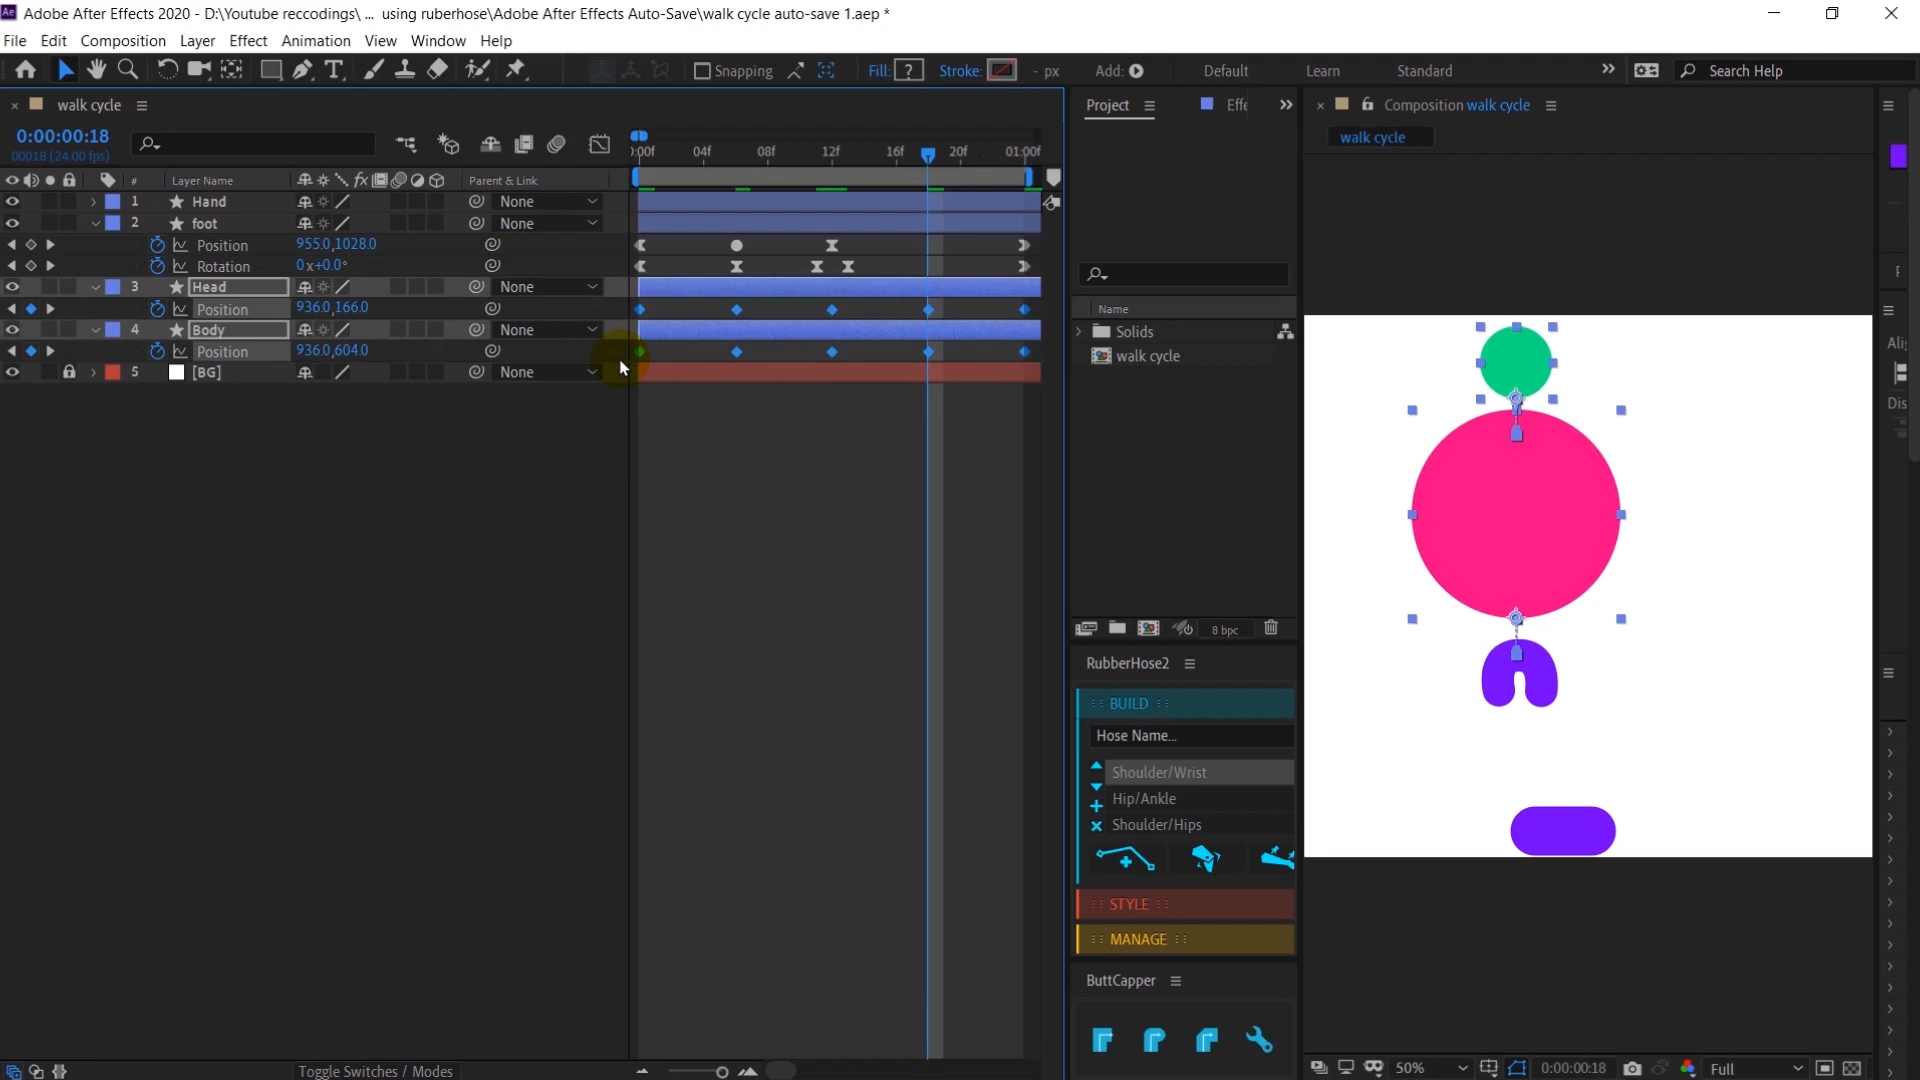 Adobe After Effects 2020 - D:\Youtube reccodings\ ... using ruberhose\Adobe After Effects Auto-Save\walk cycle auto-save 1.aep *
File Edit Composition Layer Effect Animation View Window Help
Snapping Fill: ? Stroke: - px Add: Default Learn Standard Search Help
walk cycle
0:00:00:18
00018 (24.00 fps)
):00f 04f 08f 12f 16f 20f 01:00f
# Layer Name fx Parent & Link
1 Hand None
2 foot None
Position 955.0,1028.0
Rotation 0x+0.0°
3 Head None
Position 936.0,166.0
4 Body None
Position 936.0,604.0
5 [BG] None
Toggle Switches / Modes
Project Effe
Name
Solids
walk cycle
8 bpc
RubberHose2
BUILD
Hose Name...
Shoulder/Wrist
Hip/Ankle
Shoulder/Hips
STYLE
MANAGE
ButtCapper
Composition walk cycle
walk cycle
50% 0:00:00:18 Full
Ali
Dis